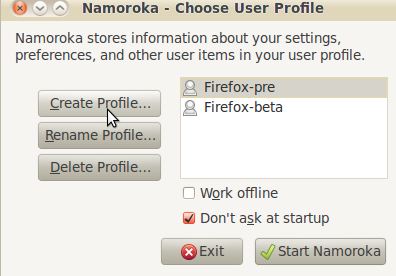 Namoroka - Choose User Profile
Namoroka stores information about your settings,
preferences, and other user items in your user profile.
Create Profile...
Rename Profile...
Delete Profile...
Firefox-pre
Firefox-beta
Work offline
Don't ask at startup
Exit
Start Namoroka